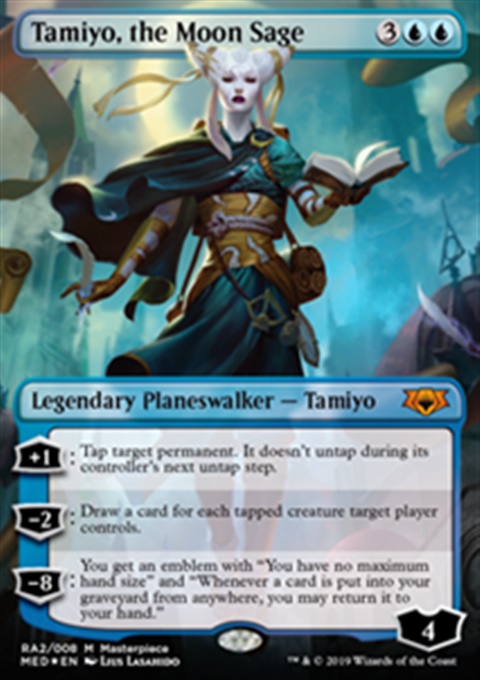 Tamiyo, the Moon Sage 3
Legendary Planeswalker — Tamiyo
+1 : Tap target permanent. It doesn't untap during its
controller's next untap step.
−2 : Draw a card for each tapped creature target player
controls.
−8 : You get an emblem with “You have no maximum
hand size” and “Whenever a card is put into your
graveyard from anywhere, you may return it to
your hand.”
4
RA2/008 M Masterpiece
MED★EN Lius Lasahido
™ & © 2019 Wizards of the Coast